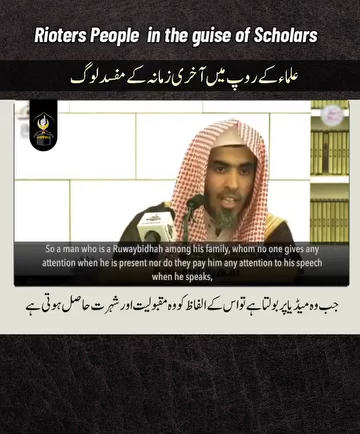 Rioters People in the guise of Scholars
علماء کے روپ میں آخری زمانہ کے مفسد لوگ
So a man who is a Ruwaybidhah among his family, whom no one gives any
attention when he is present nor do they pay him any attention to his speech
when he speaks,
جب وہ میڈیا پر بولتا ہے تو اس کے الفاظ کو وہ مقبولیت اور شہرت حاصل ہوتی ہے